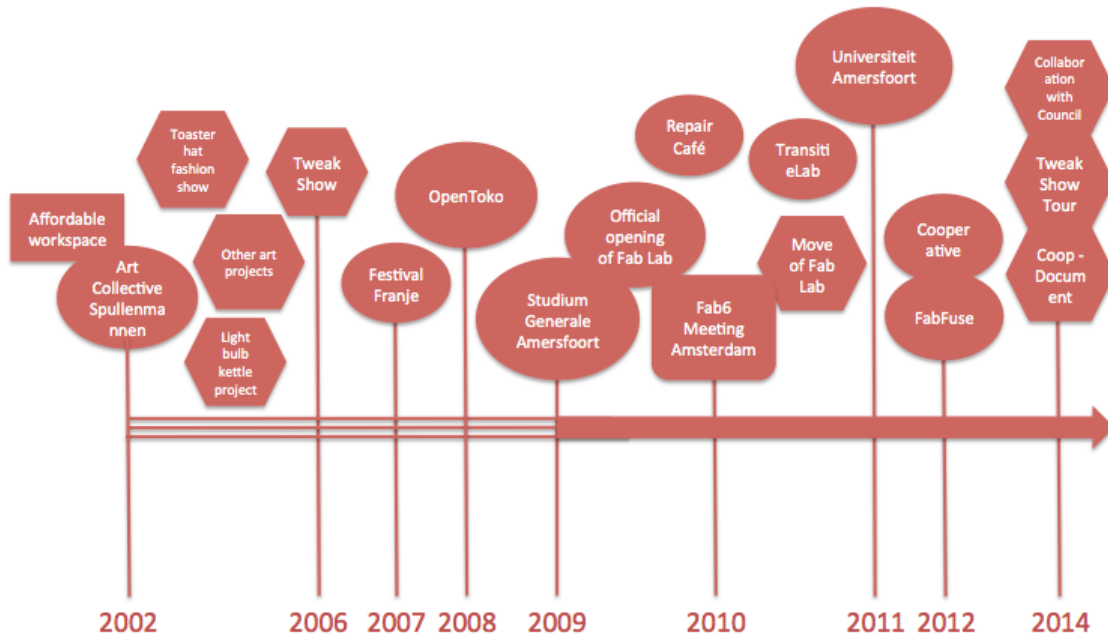 Affordable
workspace
Art
Collective
Spullenma
nnen
Toaster
hat
fashion
show
Other art
projects
Light
bulb
kettle
project
Tweak
Show
Festival
Franje
OpenToko
Studium
Generale
Amersfoort
Official
opening
of Fab Lab
Repair
Café
Fab6
Meeting
Amsterdam
Transiti
eLab
Move
of Fab
Lab
Universiteit
Amersfoort
Cooper
ative
FabFuse
Collabor
ation
with
Council
Tweak
Show
Tour
Coop -
Docum
ent
2002
2006
2007
2008
2009
2010
2011
2012
2014